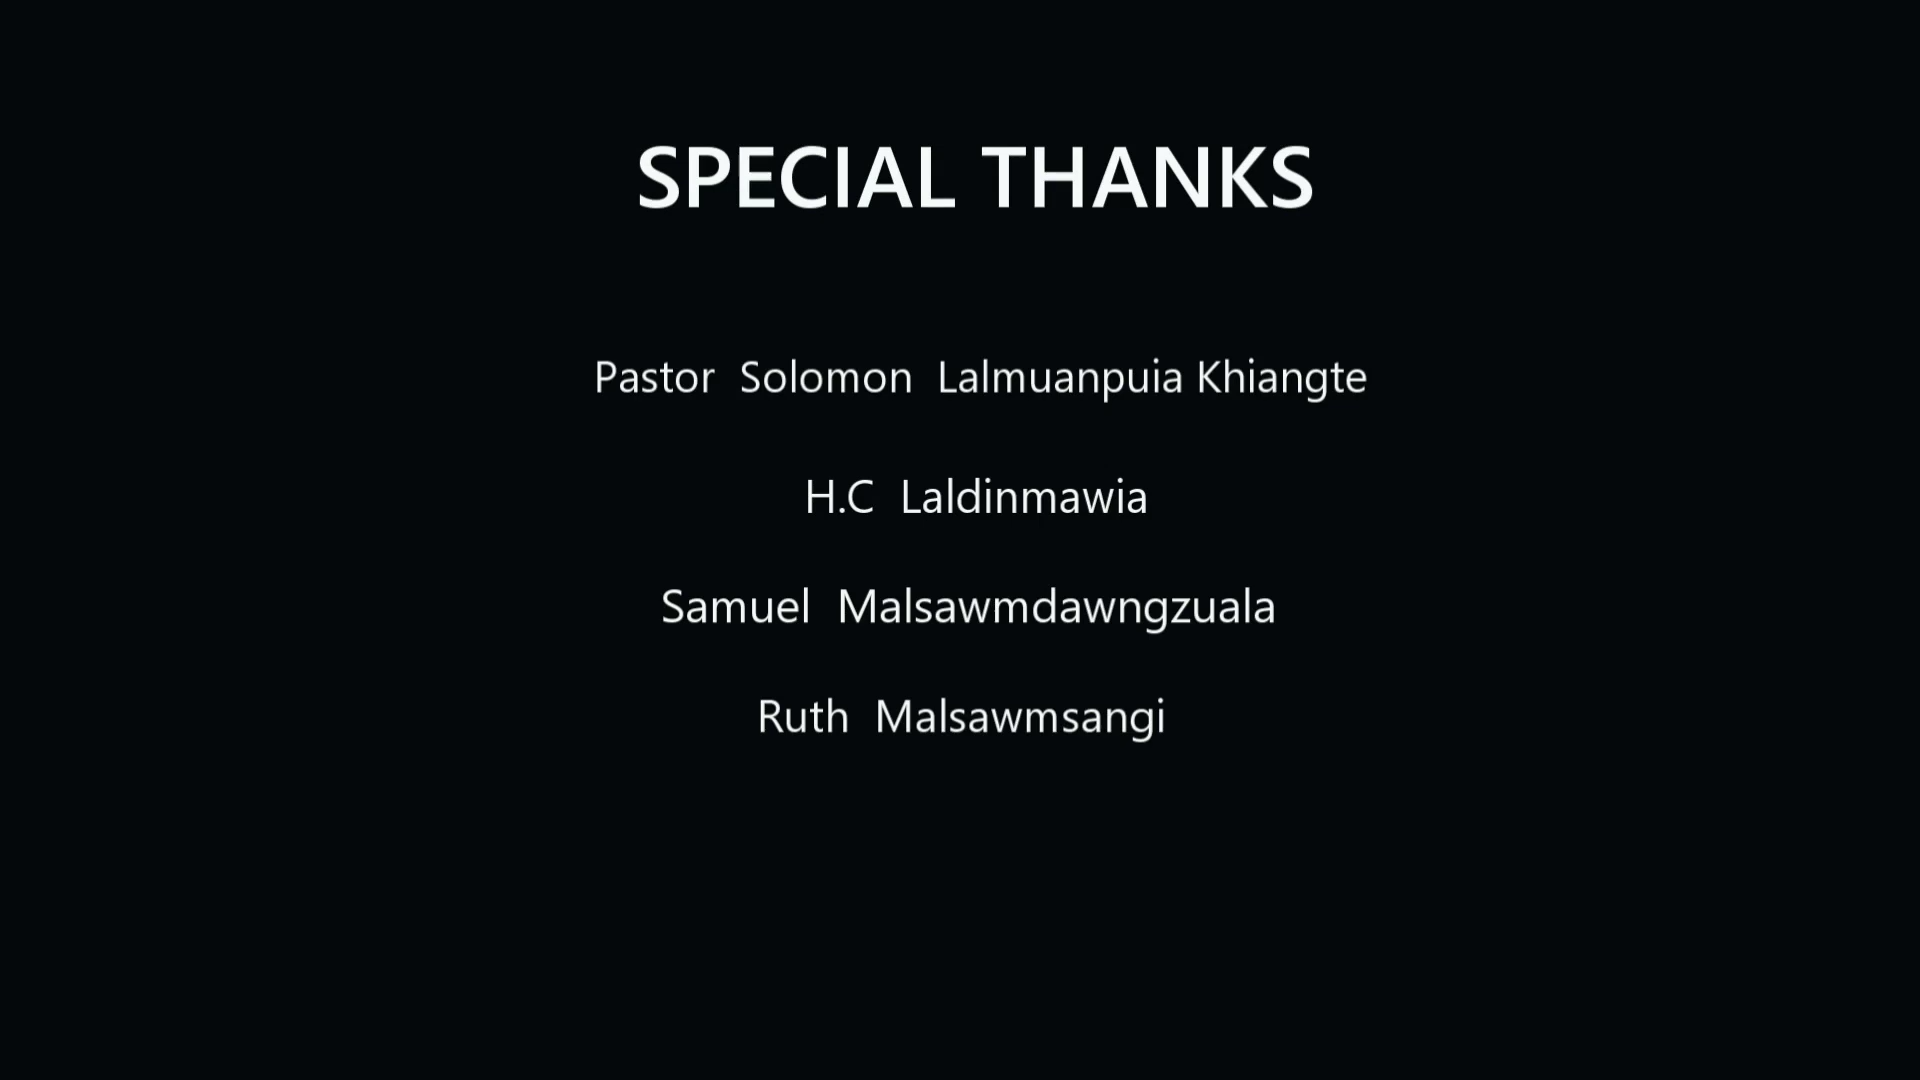 SPECIAL THANKS
Pastor Solomon Lalmuanpuia Khiangte
H.C Laldinmawia
Samuel Malsawmdawngzuala
Ruth Malsawmsangi